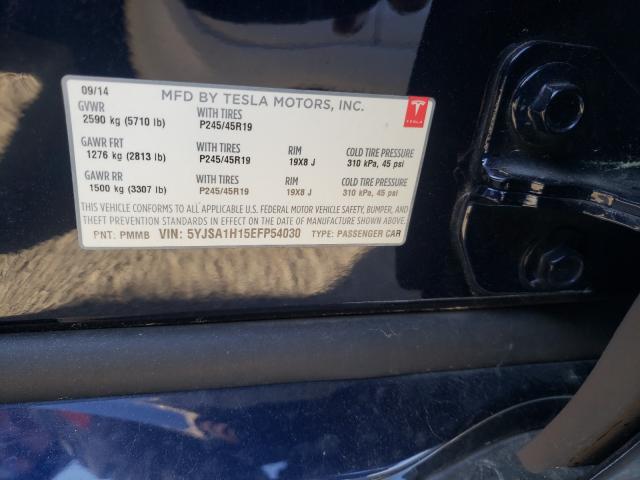 09/14
MFD BY TESLA MOTORS, INC.
GVWR WITH TIRES
2590 kg (5710 lb) P245/45R19
TESLA
GAWR FRT WITH TIRES RIM COLD TIRE PRESSURE
1276 kg (2813 lb) P245/45R19 19X8 J 310 kPa, 45 psi
GAWR RR WITH TIRES RIM COLD TIRE PRESSURE
1500 kg (3307 lb) P245/45R19 19X8 J 310 kPa, 45 psi
THIS VEHICLE CONFORMS TO ALL APPLICABLE U.S. FEDERAL MOTOR VEHICLE SAFETY, BUMPER, AND
THEFT PREVENTION STANDARDS IN EFFECT ON THE DATE OF MANUFACTURE SHOWN ABOVE.
PNT: PMMB VIN: 5YJSA1H15EFP54030 TYPE: PASSENGER CAR